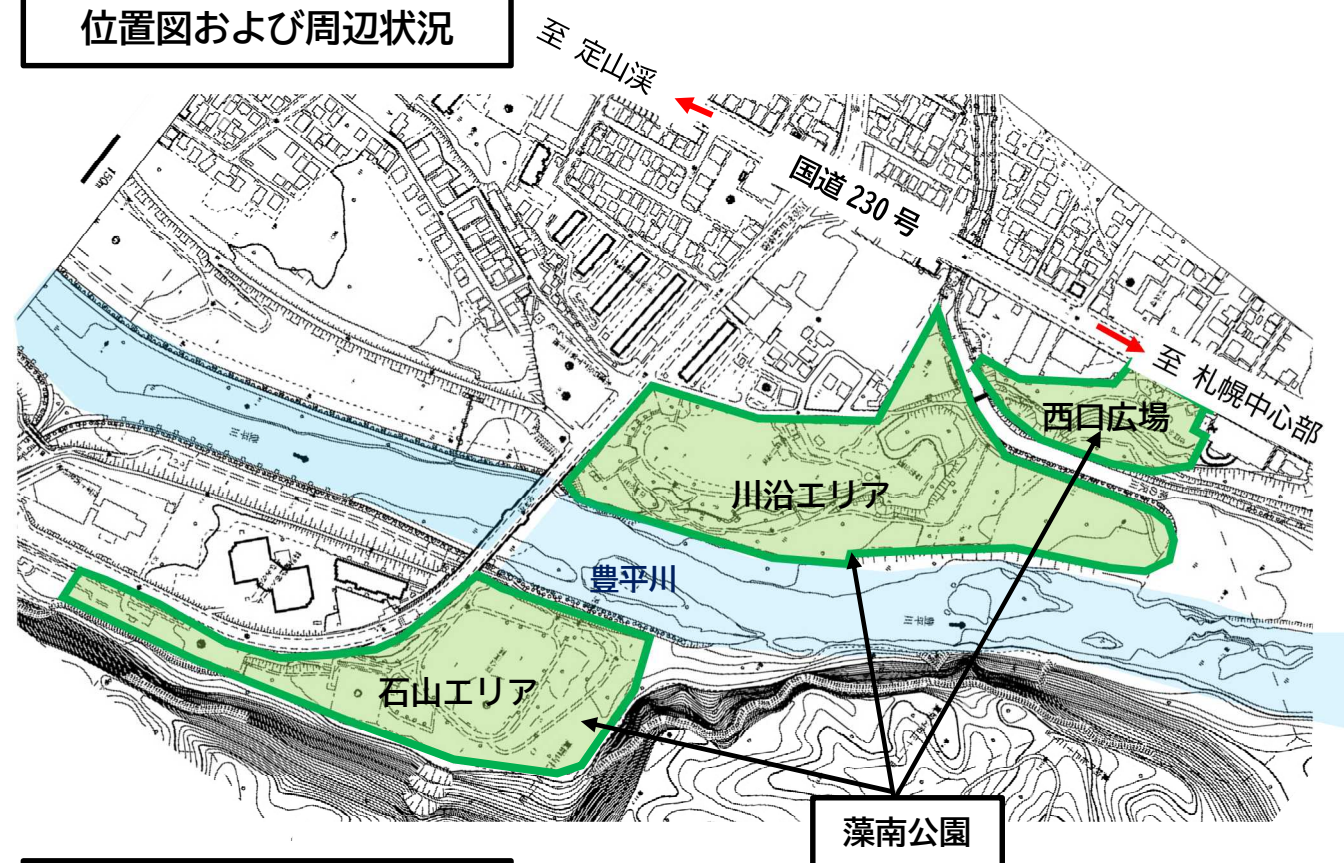 位置図および周辺状況
至 定山渓
国道 230 号
至 札幌中心部
西口広場
川沿エリア
豊平川
石山エリア
藻南公園
150m